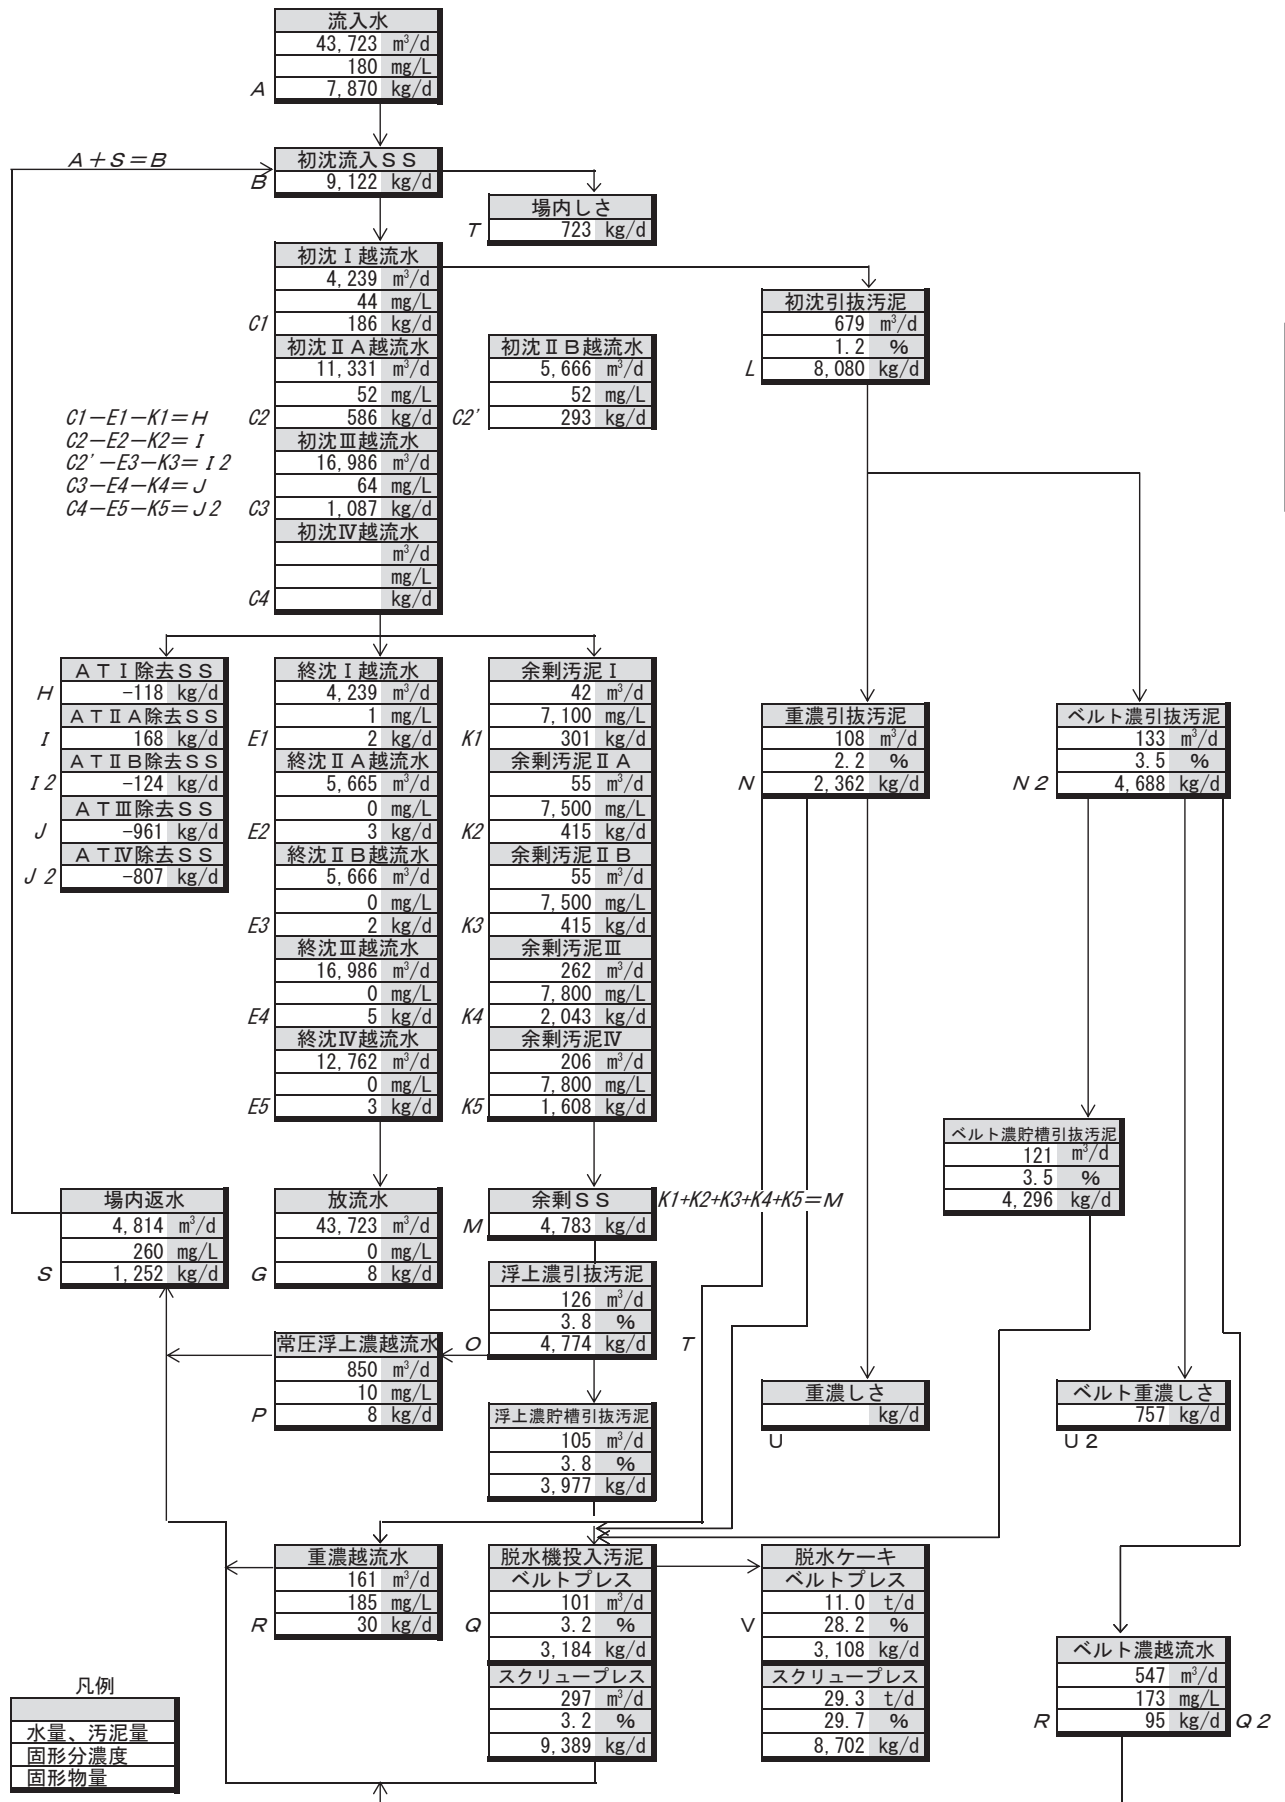 流入水
43,723 m³/d
180 mg/L
A 7,870 kg/d
A+S=B
初沈流入SS
B 9,122 kg/d
場内しさ
T 723 kg/d
初沈Ⅰ越流水
4,239 m³/d
44 mg/L
C1 186 kg/d
初沈ⅡA越流水
11,331 m³/d
52 mg/L
C2 586 kg/d
初沈Ⅲ越流水
16,986 m³/d
64 mg/L
C3 1,087 kg/d
初沈Ⅳ越流水
m³/d
mg/L
C4 kg/d
初沈ⅡB越流水
5,666 m³/d
52 mg/L
C2' 293 kg/d
初沈引抜汚泥
679 m³/d
1.2 %
L 8,080 kg/d
C1-E1-K1=H
C2-E2-K2=I
C2'-E3-K3=I2
C3-E4-K4=J
C4-E5-K5=J2
ATⅠ除去SS
H -118 kg/d
ATⅡA除去SS
I 168 kg/d
ATⅡB除去SS
I2 -124 kg/d
ATⅢ除去SS
J -961 kg/d
ATⅣ除去SS
J2 -807 kg/d
終沈Ⅰ越流水
4,239 m³/d
1 mg/L
E1 2 kg/d
終沈ⅡA越流水
5,665 m³/d
0 mg/L
E2 3 kg/d
終沈ⅡB越流水
5,666 m³/d
0 mg/L
E3 2 kg/d
終沈Ⅲ越流水
16,986 m³/d
0 mg/L
E4 5 kg/d
終沈Ⅳ越流水
12,762 m³/d
0 mg/L
E5 3 kg/d
余剰汚泥Ⅰ
42 m³/d
7,100 mg/L
K1 301 kg/d
余剰汚泥ⅡA
55 m³/d
7,500 mg/L
K2 415 kg/d
余剰汚泥ⅡB
55 m³/d
7,500 mg/L
K3 415 kg/d
余剰汚泥Ⅲ
262 m³/d
7,800 mg/L
K4 2,043 kg/d
余剰汚泥Ⅳ
206 m³/d
7,800 mg/L
K5 1,608 kg/d
重濃引抜汚泥
108 m³/d
2.2 %
N 2,362 kg/d
ベルト濃引抜汚泥
133 m³/d
3.5 %
N2 4,688 kg/d
ベルト濃貯槽引抜汚泥
121 m³/d
3.5 %
4,296 kg/d
場内返水
4,814 m³/d
260 mg/L
S 1,252 kg/d
放流水
43,723 m³/d
0 mg/L
G 8 kg/d
余剰SS
M 4,783 kg/d
K1+K2+K3+K4+K5=M
浮上濃引抜汚泥
126 m³/d
3.8 %
O 4,774 kg/d
T
常圧浮上濃越流水
850 m³/d
10 mg/L
P 8 kg/d
浮上濃貯槽引抜汚泥
105 m³/d
3.8 %
3,977 kg/d
重濃しさ
kg/d
U
ベルト重濃しさ
757 kg/d
U2
重濃越流水
161 m³/d
185 mg/L
R 30 kg/d
脱水機投入汚泥
ベルトプレス
101 m³/d
Q 3.2 %
3,184 kg/d
スクリュープレス
297 m³/d
3.2 %
9,389 kg/d
脱水ケーキ
ベルトプレス
11.0 t/d
V 28.2 %
3,108 kg/d
スクリュープレス
29.3 t/d
29.7 %
8,702 kg/d
ベルト濃越流水
547 m³/d
173 mg/L
R 95 kg/d Q2
凡例
水量、汚泥量
固形分濃度
固形物量